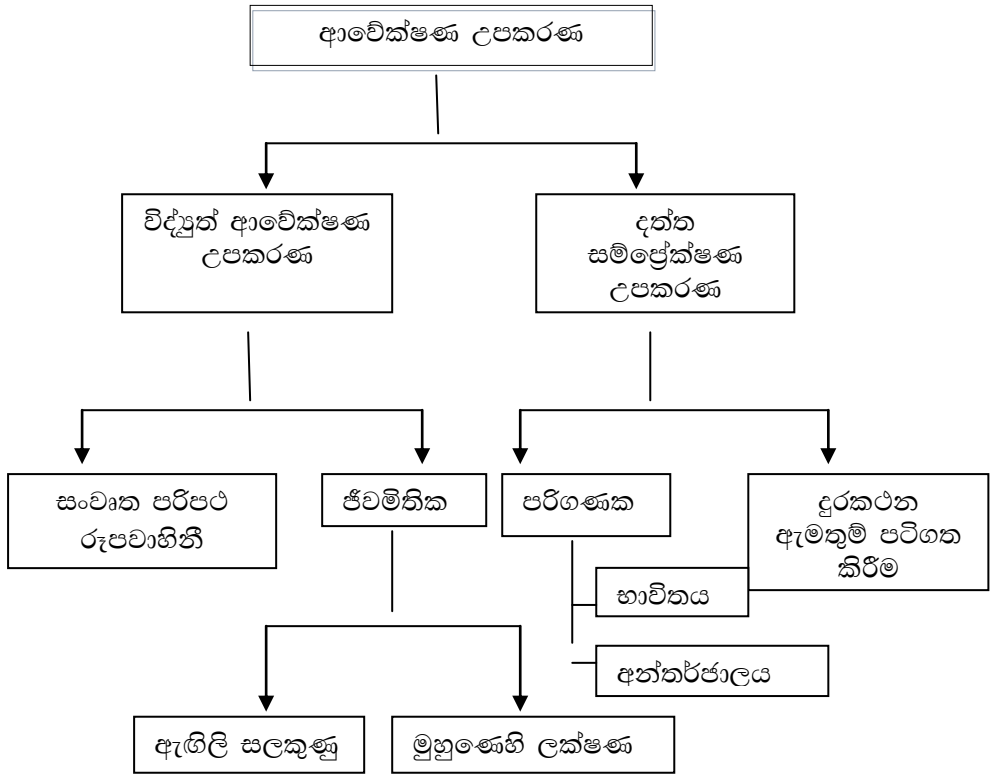 ආවේක්ෂණ උපකරණ
විද්‍යුත් ආවේක්ෂණ
උපකරණ
දත්ත
සම්ප්‍රේක්ෂණ
උපකරණ
සංවෘත පරිපථ
රූපවාහිනී
ජීවමිතික
පරිගණක
දුරකථන
ඇමතුම් පටිගත
කිරීම
භාවිතය
අන්තර්ජාලය
ඇඟිලි සලකුණු
මුහුණෙහි ලක්ෂණ